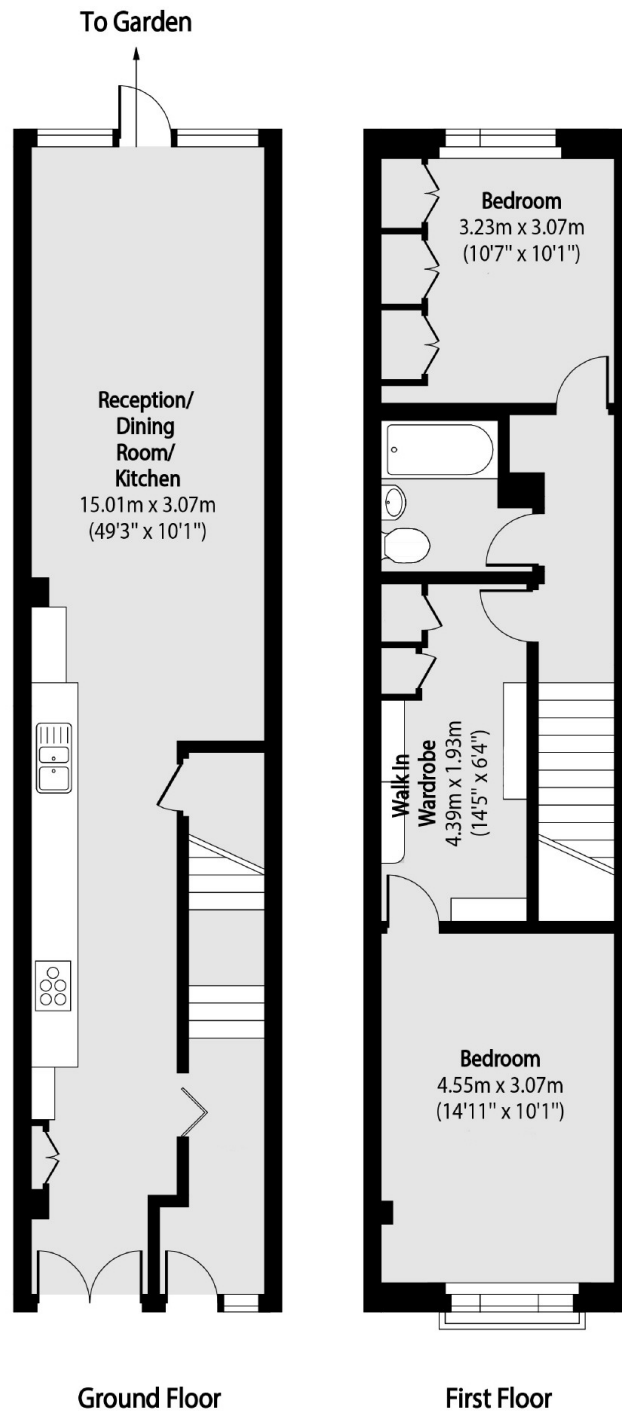 To Garden
Reception/
Dining
Room/
Kitchen
15.01m x 3.07m
(49'3" x 10'1")
Ground Floor
Bedroom
3.23m x 3.07m
(10'7" x 10'1")
Walk In
Wardrobe
4.39m x 1.93m
(14'5" x 6'4")
Bedroom
4.55m x 3.07m
(14'11" x 10'1")
First Floor